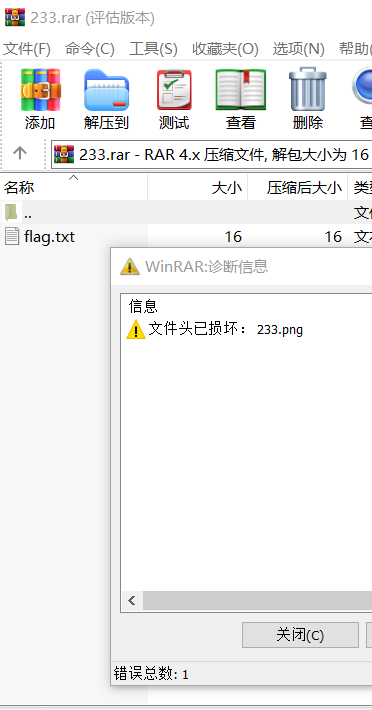 233.rar (评估版本)
文件(F) 命令(C) 工具(S) 收藏夹(O) 选项(N) 帮助(
添加 解压到 测试 查看 删除 查
233.rar - RAR 4.x 压缩文件, 解包大小为 16
名称 大小 压缩后大小 类型
.. 文件
flag.txt 16 16 文本
WinRAR:诊断信息
信息
文件头已损坏： 233.png
关闭(C)
错误总数: 1